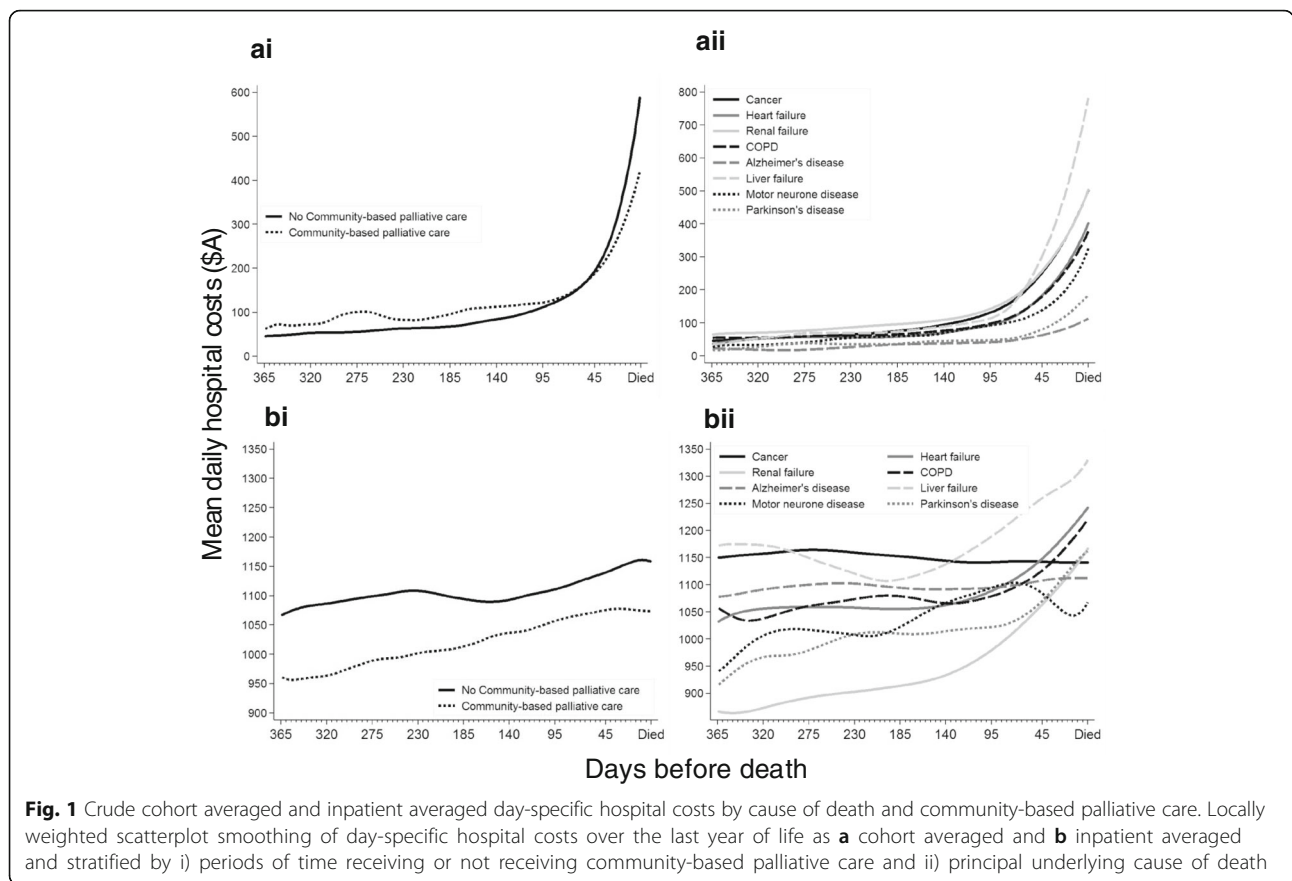 ai
600
500
400
300
200
100
0
No Community-based palliative care
Community-based palliative care
365 320 275 230 185 140 95 45 Died
aii
800
700
600
500
400
300
200
100
0
Cancer
Heart failure
Renal failure
COPD
Alzheimer's disease
Liver failure
Motor neurone disease
Parkinson's disease
365 320 275 230 185 140 95 45 Died
Mean daily hospital costs ($A)
bi
1350
1300
1250
1200
1150
1100
1050
1000
950
900
No Community-based palliative care
Community-based palliative care
365 320 275 230 185 140 95 45 Died
bii
1350
1300
1250
1200
1150
1100
1050
1000
950
900
Cancer Heart failure
Renal failure COPD
Alzheimer's disease Liver failure
Motor neurone disease Parkinson's disease
365 320 275 230 185 140 95 45 Died
Days before death
Fig. 1 Crude cohort averaged and inpatient averaged day-specific hospital costs by cause of death and community-based palliative care. Locally
weighted scatterplot smoothing of day-specific hospital costs over the last year of life as a cohort averaged and b inpatient averaged
and stratified by i) periods of time receiving or not receiving community-based palliative care and ii) principal underlying cause of death